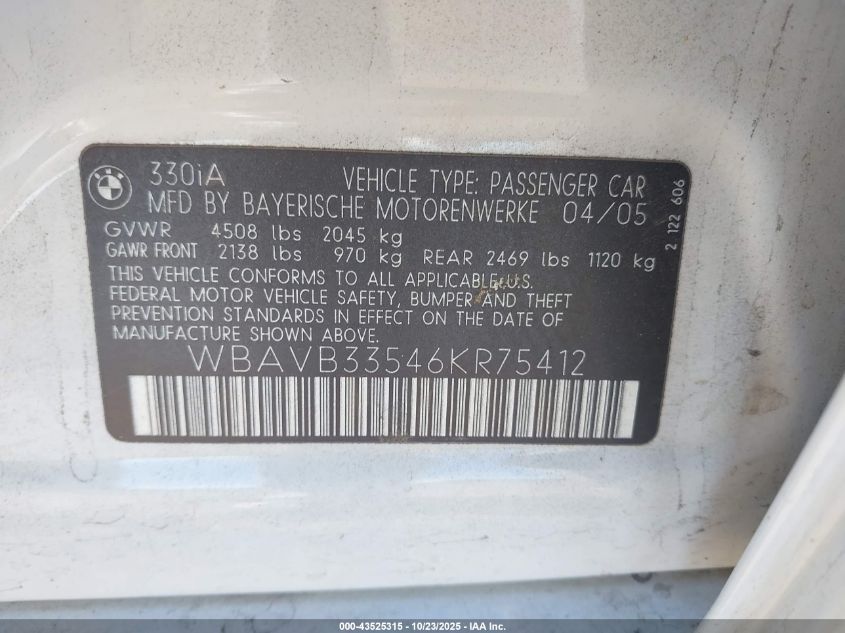 330iA VEHICLE TYPE: PASSENGER CAR
MFD BY BAYERISCHE MOTORENWERKE 04/05
GVWR 4508 lbs 2045 kg
GAWR FRONT 2138 lbs 970 kg REAR 2469 lbs 1120 kg
THIS VEHICLE CONFORMS TO ALL APPLICABLE U.S.
FEDERAL MOTOR VEHICLE SAFETY, BUMPER AND THEFT
PREVENTION STANDARDS IN EFFECT ON THE DATE OF
MANUFACTURE SHOWN ABOVE.
WBAVB33546KR75412
2 122 606
BMW
000-43525315 - 10/23/2025 - IAA Inc.